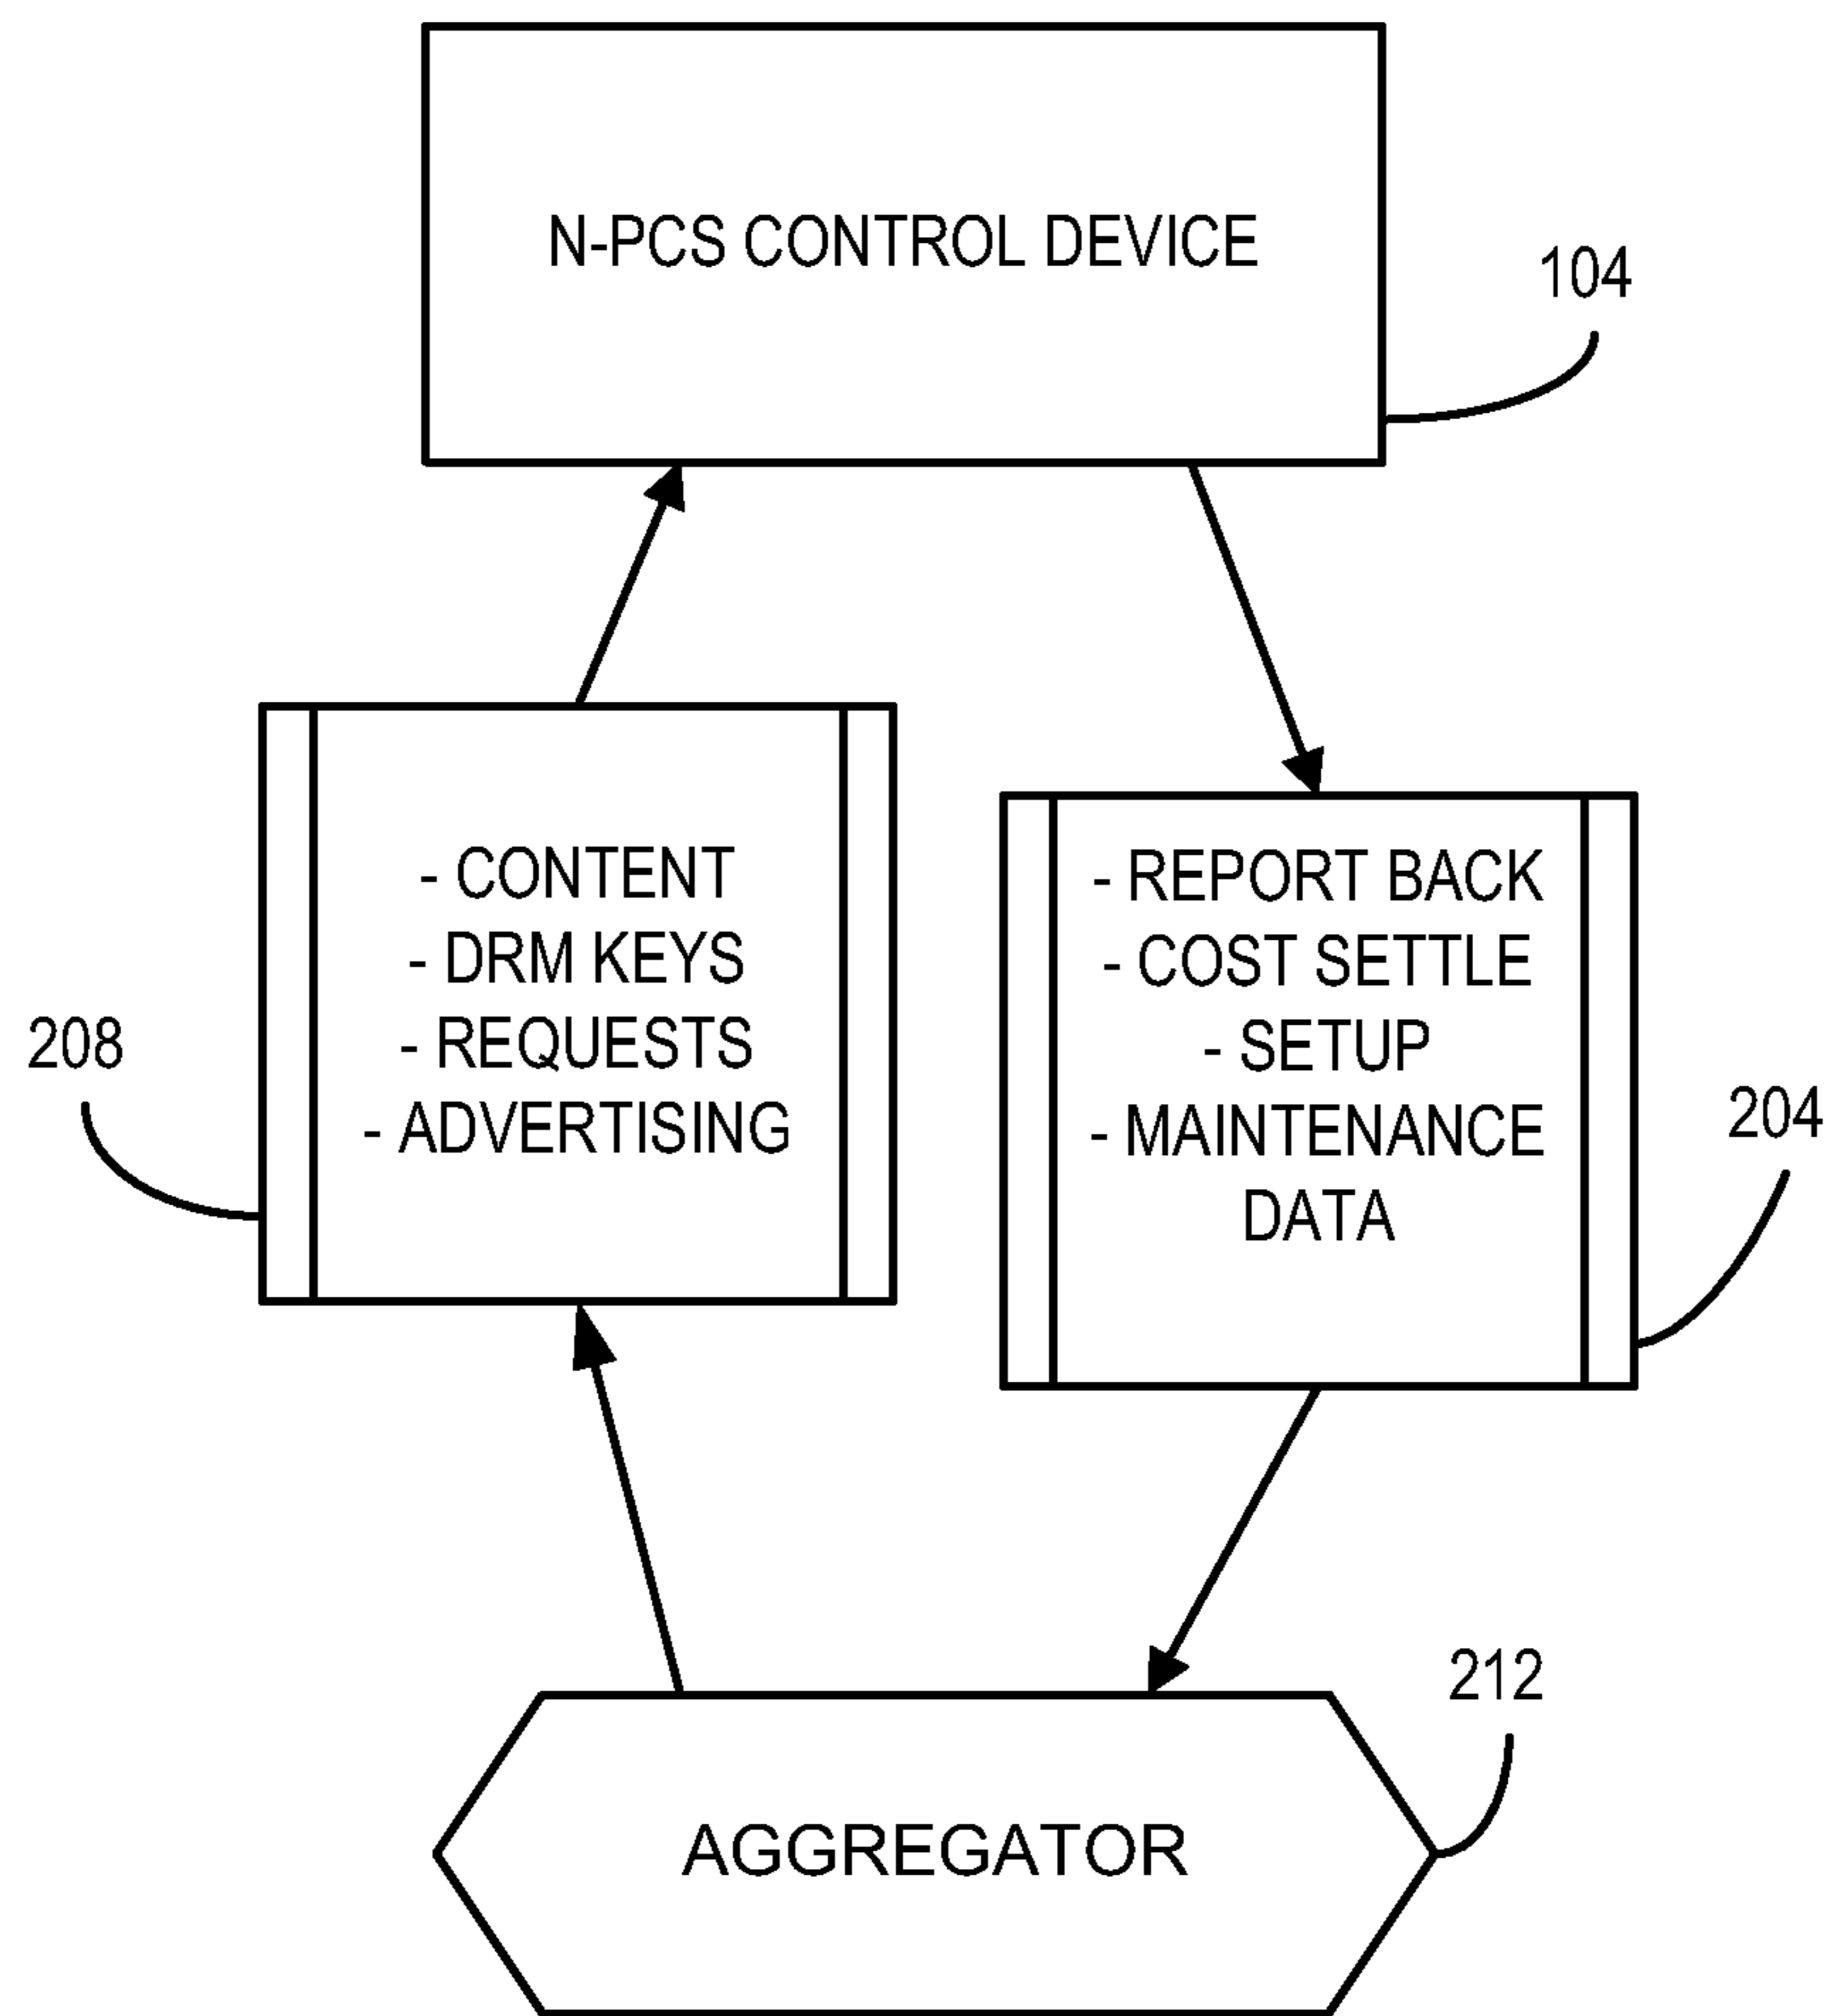 N-PCS CONTROL DEVICE
104
- CONTENT
- DRM KEYS
- REQUESTS
- ADVERTISING
208
- REPORT BACK
- COST SETTLE
- SETUP
- MAINTENANCE
DATA
204
212
AGGREGATOR